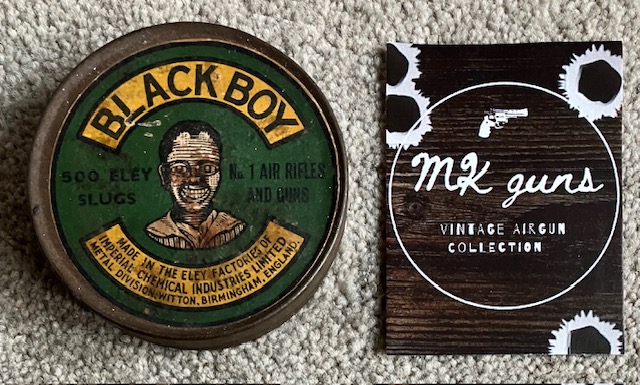 BLACK BOY
500 ELEY
SLUGS
No. 1 AIR RIFLES
AND GUNS
MADE IN THE ELEY FACTORIES OF
IMPERIAL CHEMICAL INDUSTRIES LIMITED
METAL DIVISION, WITTON, BIRMINGHAM, ENGLAND.
MK guns
VINTAGE AIRGUN
COLLECTION